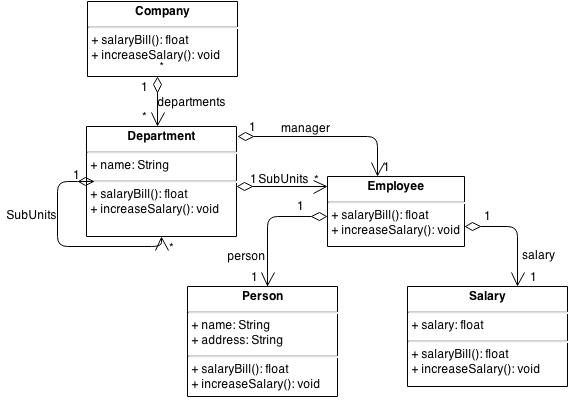 Company
+ salaryBill(): float
+ increaseSalary(): void
*
1
departments
*
Department
+ name: String
+ salaryBill(): float
+ increaseSalary(): void
1
manager
1
1 SubUnits *
1
SubUnits
*
Employee
+ salaryBill(): float
+ increaseSalary(): void
1
person
1
1
salary
1
Person
+ name: String
+ address: String
+ salaryBill(): float
+ increaseSalary(): void
Salary
+ salary: float
+ salaryBill(): float
+ increaseSalary(): void